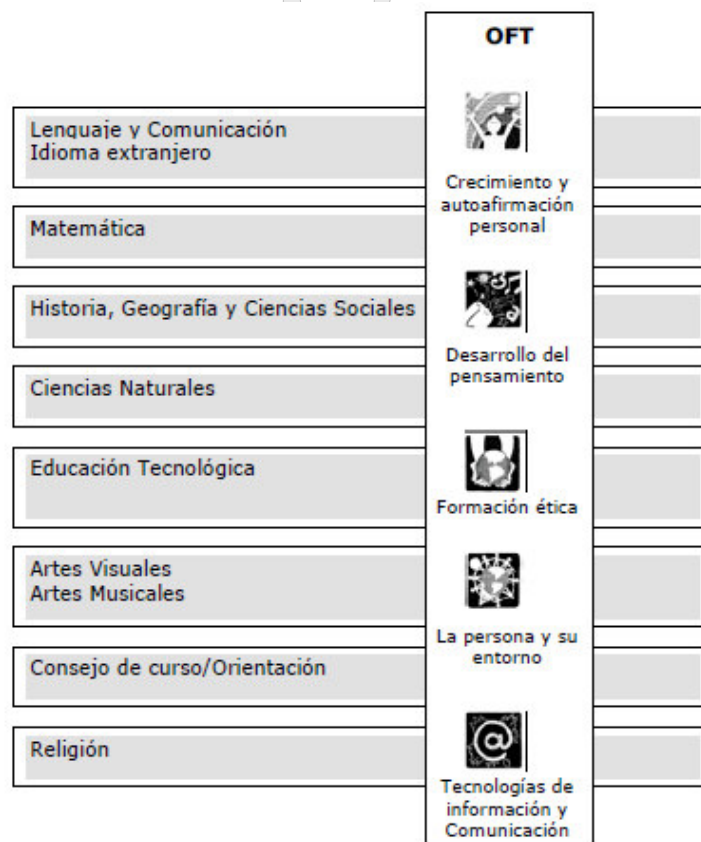 OFT
Lenguaje y Comunicación
Idioma extranjero
Crecimiento y
autoafirmación
personal
Matemática
Historia, Geografía y Ciencias Sociales
Desarrollo del
pensamiento
Ciencias Naturales
Educación Tecnológica
Formación ética
Artes Visuales
Artes Musicales
La persona y su
entorno
Consejo de curso/Orientación
Religión
@
Tecnologías de
información y
Comunicación